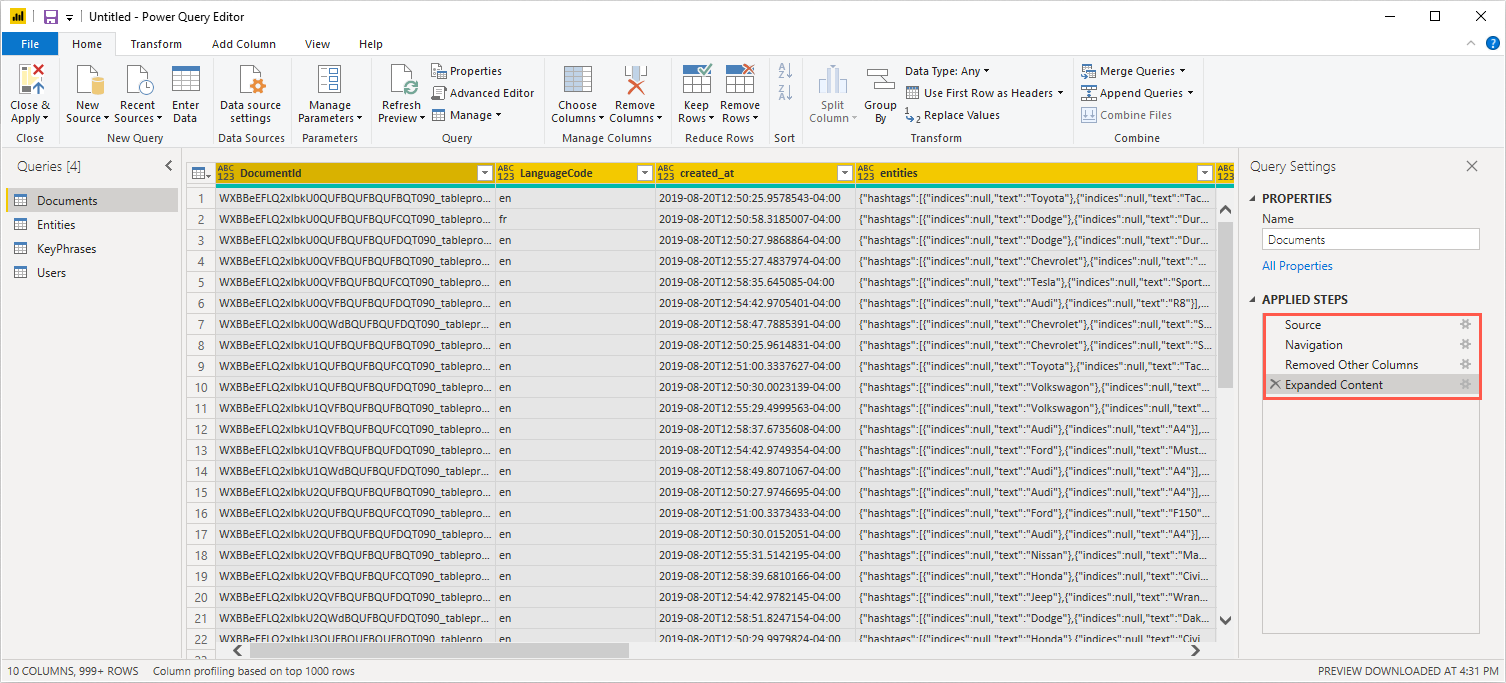 Untitled - Power Query Editor
File Home Transform Add Column View Help
Close & Apply
New Source
Recent Sources
Enter Data
Data source settings
Manage Parameters
Refresh Preview
Properties
Advanced Editor
Manage
Choose Columns
Remove Columns
Keep Rows
Remove Rows
Split Column
Group By
Data Type: Any
Use First Row as Headers
Replace Values
Merge Queries
Append Queries
Combine Files
Close New Query Data Sources Parameters Query Manage Columns Reduce Rows Sort Transform Combine
Queries [4]
Documents
Entities
KeyPhrases
Users
ABC 123 DocumentId ABC 123 LanguageCode ABC 123 created_at ABC 123 entities ABC 123
1 WXBBeEFLQ2xlbkU0QUFBQUFBQUFBQT090_tablepro... en 2019-08-20T12:50:25.9578543-04:00 {"hashtags":[{"indices":null,"text":"Toyota"},{"indices":null,"text":"Tac...
2 WXBBeEFLQ2xlbkU0QUFBQUFBQUFCQT090_tablepro... fr 2019-08-20T12:50:58.3185007-04:00 {"hashtags":[{"indices":null,"text":"Dodge"},{"indices":null,"text":"Dur...
3 WXBBeEFLQ2xlbkU0QUFBQUFBQUFDQT090_tablepro... en 2019-08-20T12:50:27.9868864-04:00 {"hashtags":[{"indices":null,"text":"Dodge"},{"indices":null,"text":"Dur...
4 WXBBeEFLQ2xlbkU0QVFBQUFBQUFBQT090_tablepro... en 2019-08-20T12:55:27.4837974-04:00 {"hashtags":[{"indices":null,"text":"Chevrolet"},{"indices":null,"text":"...
5 WXBBeEFLQ2xlbkU0QVFBQUFBQUFCQT090_tablepro... en 2019-08-20T12:58:35.645085-04:00 {"hashtags":[{"indices":null,"text":"Tesla"},{"indices":null,"text":"Sport...
6 WXBBeEFLQ2xlbkU0QVFBQUFBQUFDQT090_tablepro... en 2019-08-20T12:54:42.9705401-04:00 {"hashtags":[{"indices":null,"text":"Audi"},{"indices":null,"text":"R8"}],...
7 WXBBeEFLQ2xlbkU0QWdBQUFBQUFDQT090_tablepr... en 2019-08-20T12:58:47.7885391-04:00 {"hashtags":[{"indices":null,"text":"Chevrolet"},{"indices":null,"text":"S...
8 WXBBeEFLQ2xlbkU1QUFBQUFBQUFCQT090_tablepro... en 2019-08-20T12:50:25.9614831-04:00 {"hashtags":[{"indices":null,"text":"Chevrolet"},{"indices":null,"text":"S...
9 WXBBeEFLQ2xlbkU1QUFBQUFBQUFCQT090_tablepro... en 2019-08-20T12:51:00.3337627-04:00 {"hashtags":[{"indices":null,"text":"Toyota"},{"indices":null,"text":"Tac...
10 WXBBeEFLQ2xlbkU1QUFBQUFBQUFDQT090_tablepro... en 2019-08-20T12:50:30.0023139-04:00 {"hashtags":[{"indices":null,"text":"Volkswagon"},{"indices":null,"text"...
11 WXBBeEFLQ2xlbkU1QVFBQUFBQUFBQT090_tablepro... en 2019-08-20T12:55:29.4999563-04:00 {"hashtags":[{"indices":null,"text":"Volkswagon"},{"indices":null,"text"...
12 WXBBeEFLQ2xlbkU1QVFBQUFBQUFCQT090_tablepro... en 2019-08-20T12:58:37.6735608-04:00 {"hashtags":[{"indices":null,"text":"Audi"},{"indices":null,"text":"A4"}],...
13 WXBBeEFLQ2xlbkU1QVFBQUFBQUFDQT090_tablepro... en 2019-08-20T12:54:42.9749354-04:00 {"hashtags":[{"indices":null,"text":"Ford"},{"indices":null,"text":"Must...
14 WXBBeEFLQ2xlbkU1QWdBQUFBQUFDQT090_tablepr... en 2019-08-20T12:58:49.8071067-04:00 {"hashtags":[{"indices":null,"text":"Audi"},{"indices":null,"text":"A4"}],...
15 WXBBeEFLQ2xlbkU2QUFBQUFBQUFBQT090_tablepro... en 2019-08-20T12:50:27.9746695-04:00 {"hashtags":[{"indices":null,"text":"Audi"},{"indices":null,"text":"A4"}],...
16 WXBBeEFLQ2xlbkU2QUFBQUFBQUFCQT090_tablepro... en 2019-08-20T12:51:00.3373433-04:00 {"hashtags":[{"indices":null,"text":"Ford"},{"indices":null,"text":"F150"...
17 WXBBeEFLQ2xlbkU2QUFBQUFBQUFDQT090_tablepro... en 2019-08-20T12:50:30.0152051-04:00 {"hashtags":[{"indices":null,"text":"Audi"},{"indices":null,"text":"A4"}],...
18 WXBBeEFLQ2xlbkU2QVFBQUFBQUFBQT090_tablepro... en 2019-08-20T12:55:31.5142195-04:00 {"hashtags":[{"indices":null,"text":"Nissan"},{"indices":null,"text":"Ma...
19 WXBBeEFLQ2xlbkU2QVFBQUFBQUFCQT090_tablepro... en 2019-08-20T12:58:39.6810166-04:00 {"hashtags":[{"indices":null,"text":"Honda"},{"indices":null,"text":"Civi...
20 WXBBeEFLQ2xlbkU2QVFBQUFBQUFDQT090_tablepro... en 2019-08-20T12:54:42.9782145-04:00 {"hashtags":[{"indices":null,"text":"Jeep"},{"indices":null,"text":"Wran...
21 WXBBeEFLQ2xlbkU2QWdBQUFBQUFDQT090_tablepr... en 2019-08-20T12:58:51.8247154-04:00 {"hashtags":[{"indices":null,"text":"Dodge"},{"indices":null,"text":"Dak...
22 en 2019-08-20T12:50:29.9979824-04:00 {"hashtags":[{"indices":null,"text":"Honda"},{"indices":null,"text":"Civi
Query Settings
PROPERTIES
Name
Documents
All Properties
APPLIED STEPS
Source
Navigation
Removed Other Columns
Expanded Content
10 COLUMNS, 999+ ROWS Column profiling based on top 1000 rows PREVIEW DOWNLOADED AT 4:31 PM